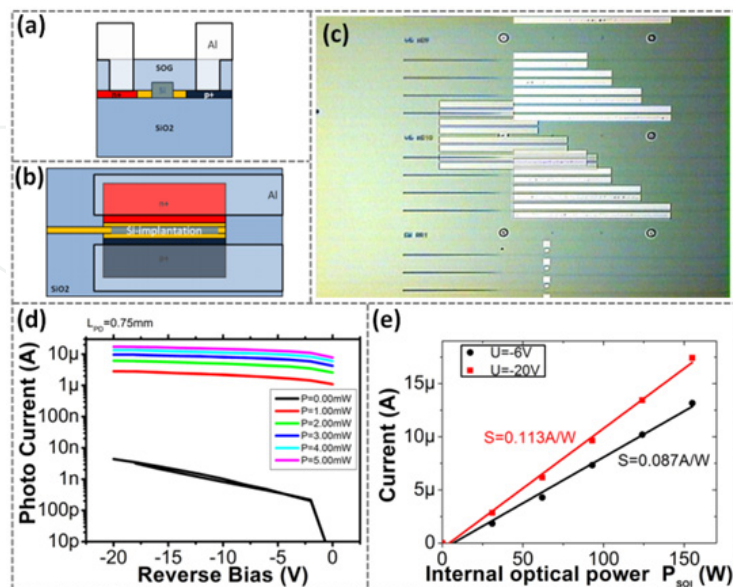 (a)
Al
SOG
Si
n+
p+
SiO2
(b)
Al
n+
Si-Implantation
p+
SiO2
(c)
(d)
L_PD=0.75mm
Photo Current (A)
10µ
1µ
100n
10n
1n
100p
10p
-20
-15
-10
-5
0
Reverse Bias (V)
P=0.00mW
P=1.00mW
P=2.00mW
P=3.00mW
P=4.00mW
P=5.00mW
(e)
U=-6V
U=-20V
Current (A)
15µ
10µ
5µ
0
S=0.113A/W
S=0.087A/W
0
50
100
150
Internal optical power P_SOI (W)